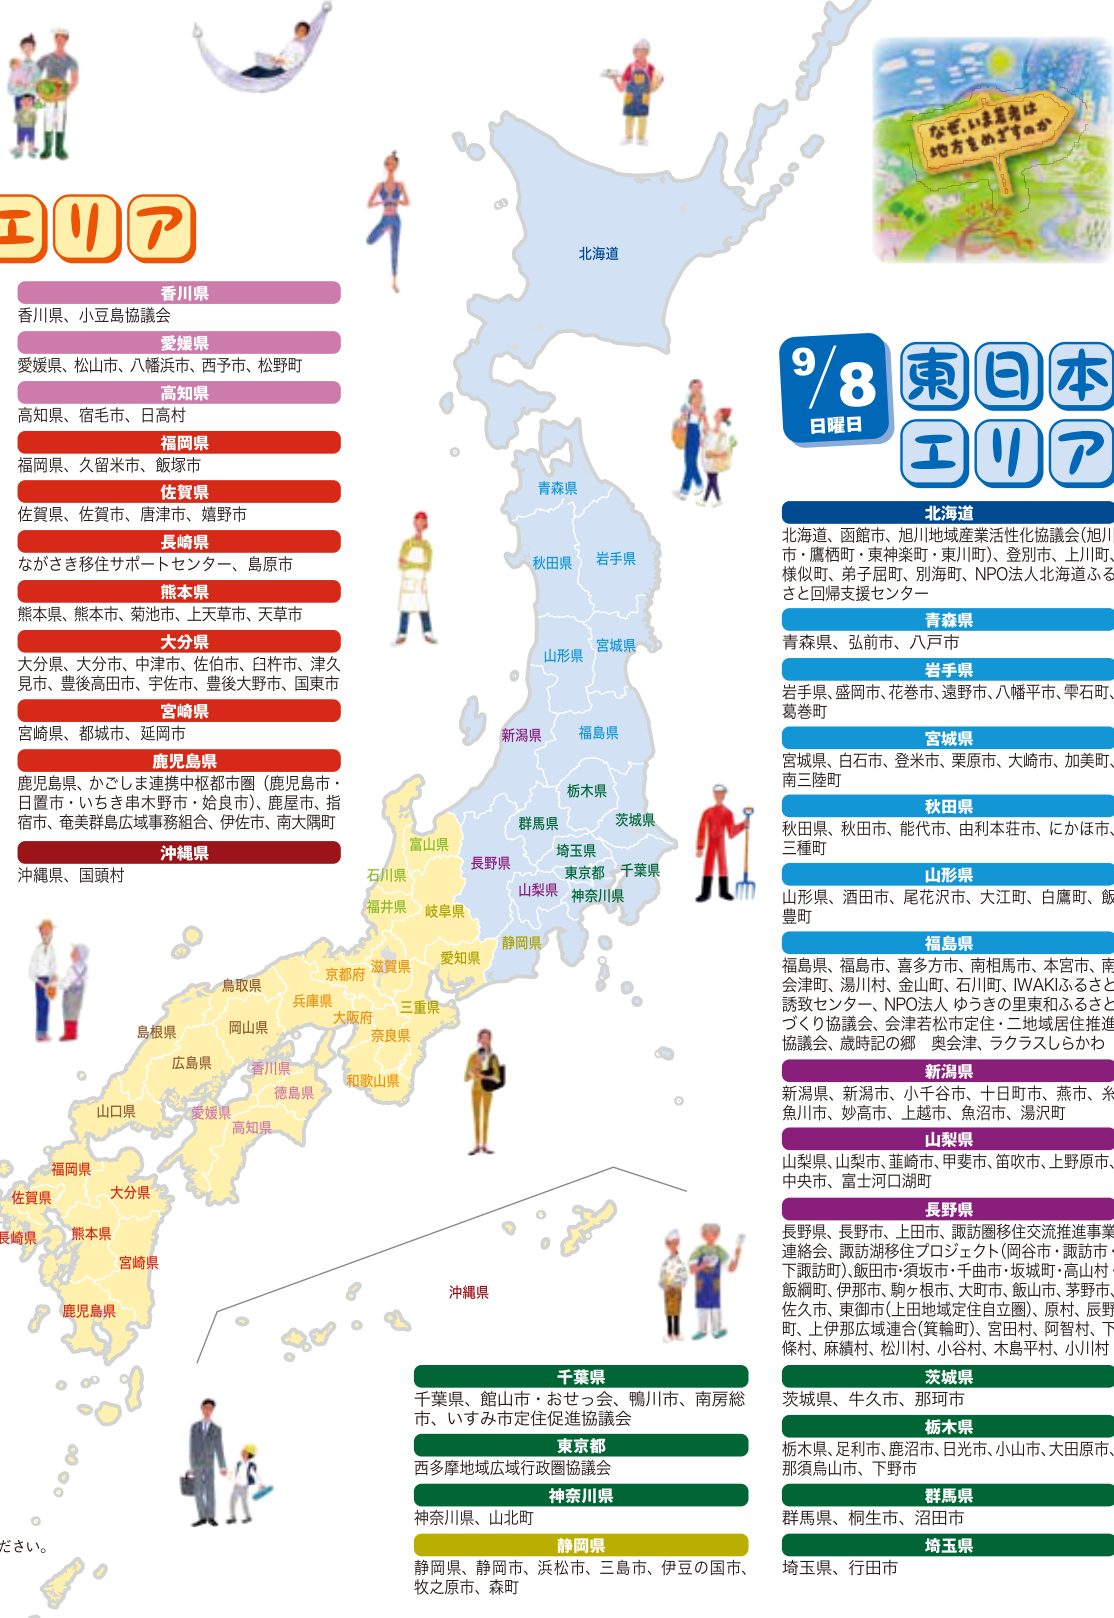 なぜ、いま若者は
地方をめざすのか
エリア
香川県
香川県、小豆島協議会
愛媛県
愛媛県、松山市、八幡浜市、西予市、松野町
高知県
高知県、宿毛市、日高村
福岡県
福岡県、久留米市、飯塚市
佐賀県
佐賀県、佐賀市、唐津市、嬉野市
長崎県
ながさき移住サポートセンター、島原市
熊本県
熊本県、熊本市、菊池市、上天草市、天草市
大分県
大分県、大分市、中津市、佐伯市、臼杵市、津久
見市、豊後高田市、宇佐市、豊後大野市、国東市
宮崎県
宮崎県、都城市、延岡市
鹿児島県
鹿児島県、かごしま連携中枢都市圏（鹿児島市・
日置市・いちき串木野市・姶良市）、鹿屋市、指
宿市、奄美群島広域事務組合、伊佐市、南大隅町
沖縄県
沖縄県、国頭村
北海道
青森県
秋田県
岩手県
山形県
宮城県
新潟県
福島県
栃木県
群馬県
茨城県
富山県
埼玉県
長野県
石川県
東京都
千葉県
山梨県
神奈川県
福井県
岐阜県
静岡県
愛知県
滋賀県
京都府
鳥取県
兵庫県
三重県
大阪府
岡山県
島根県
奈良県
広島県
香川県
和歌山県
徳島県
山口県
愛媛県
高知県
福岡県
大分県
佐賀県
熊本県
長崎県
宮崎県
鹿児島県
沖縄県
9/8
日曜日
東日本
エリア
北海道
北海道、函館市、旭川地域産業活性化協議会(旭川
市・鷹栖町・東神楽町・東川町)、登別市、上川町、
様似町、弟子屈町、別海町、NPO法人北海道ふる
さと回帰支援センター
青森県
青森県、弘前市、八戸市
岩手県
岩手県、盛岡市、花巻市、遠野市、八幡平市、雫石町、
葛巻町
宮城県
宮城県、白石市、登米市、栗原市、大崎市、加美町、
南三陸町
秋田県
秋田県、秋田市、能代市、由利本荘市、にかほ市、
三種町
山形県
山形県、酒田市、尾花沢市、大江町、白鷹町、飯
豊町
福島県
福島県、福島市、喜多方市、南相馬市、本宮市、南
会津町、湯川村、金山町、石川町、IWAKIふるさと
誘致センター、NPO法人 ゆうきの里東和ふるさと
づくり協議会、会津若松市定住・二地域居住推進
協議会、歳時記の郷　奥会津、ラクラスしらかわ
新潟県
新潟県、新潟市、小千谷市、十日町市、燕市、糸
魚川市、妙高市、上越市、魚沼市、湯沢町
山梨県
山梨県、山梨市、韮崎市、甲斐市、笛吹市、上野原市、
中央市、富士河口湖町
長野県
長野県、長野市、上田市、諏訪圏移住交流推進事業
連絡会、諏訪湖移住プロジェクト(岡谷市・諏訪市・
下諏訪町)、飯田市・須坂市・千曲市・坂城町・高山村・
飯綱町、伊那市、駒ヶ根市、大町市、飯山市、茅野市、
佐久市、東御市(上田地域定住自立圏)、原村、辰野
町、上伊那広域連合(箕輪町)、宮田村、阿智村、下
條村、麻績村、松川村、小谷村、木島平村、小川村
茨城県
茨城県、牛久市、那珂市
栃木県
栃木県、足利市、鹿沼市、日光市、小山市、大田原市、
那須烏山市、下野市
群馬県
群馬県、桐生市、沼田市
埼玉県
埼玉県、行田市
千葉県
千葉県、館山市・おせっ会、鴨川市、南房総
市、いすみ市定住促進協議会
東京都
西多摩地域広域行政圏協議会
神奈川県
神奈川県、山北町
静岡県
静岡県、静岡市、浜松市、三島市、伊豆の国市、
牧之原市、森町
ださい。